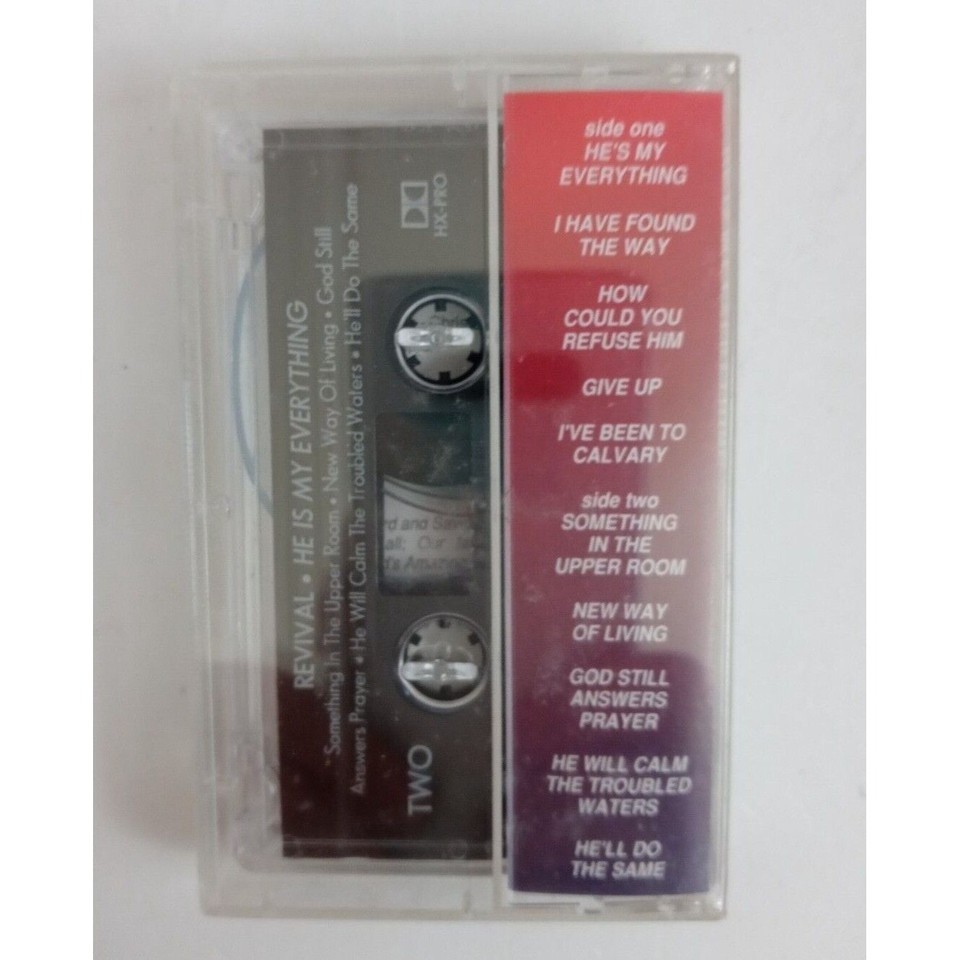 side one
HE'S MY
EVERYTHING
I HAVE FOUND
THE WAY
HOW
COULD YOU
REFUSE HIM
GIVE UP
I'VE BEEN TO
CALVARY
side two
SOMETHING
IN THE
UPPER ROOM
NEW WAY
OF LIVING
GOD STILL
ANSWERS
PRAYER
HE WILL CALM
THE TROUBLED
WATERS
HE'LL DO
THE SAME
REVIVAL • HE IS MY EVERYTHING
Something In The Upper Room • New Way Of Living • God Still
Answers Prayer • He Will Calm The Troubled Waters • He'll Do The Same
TWO
HX-PRO
rd and
all; Our